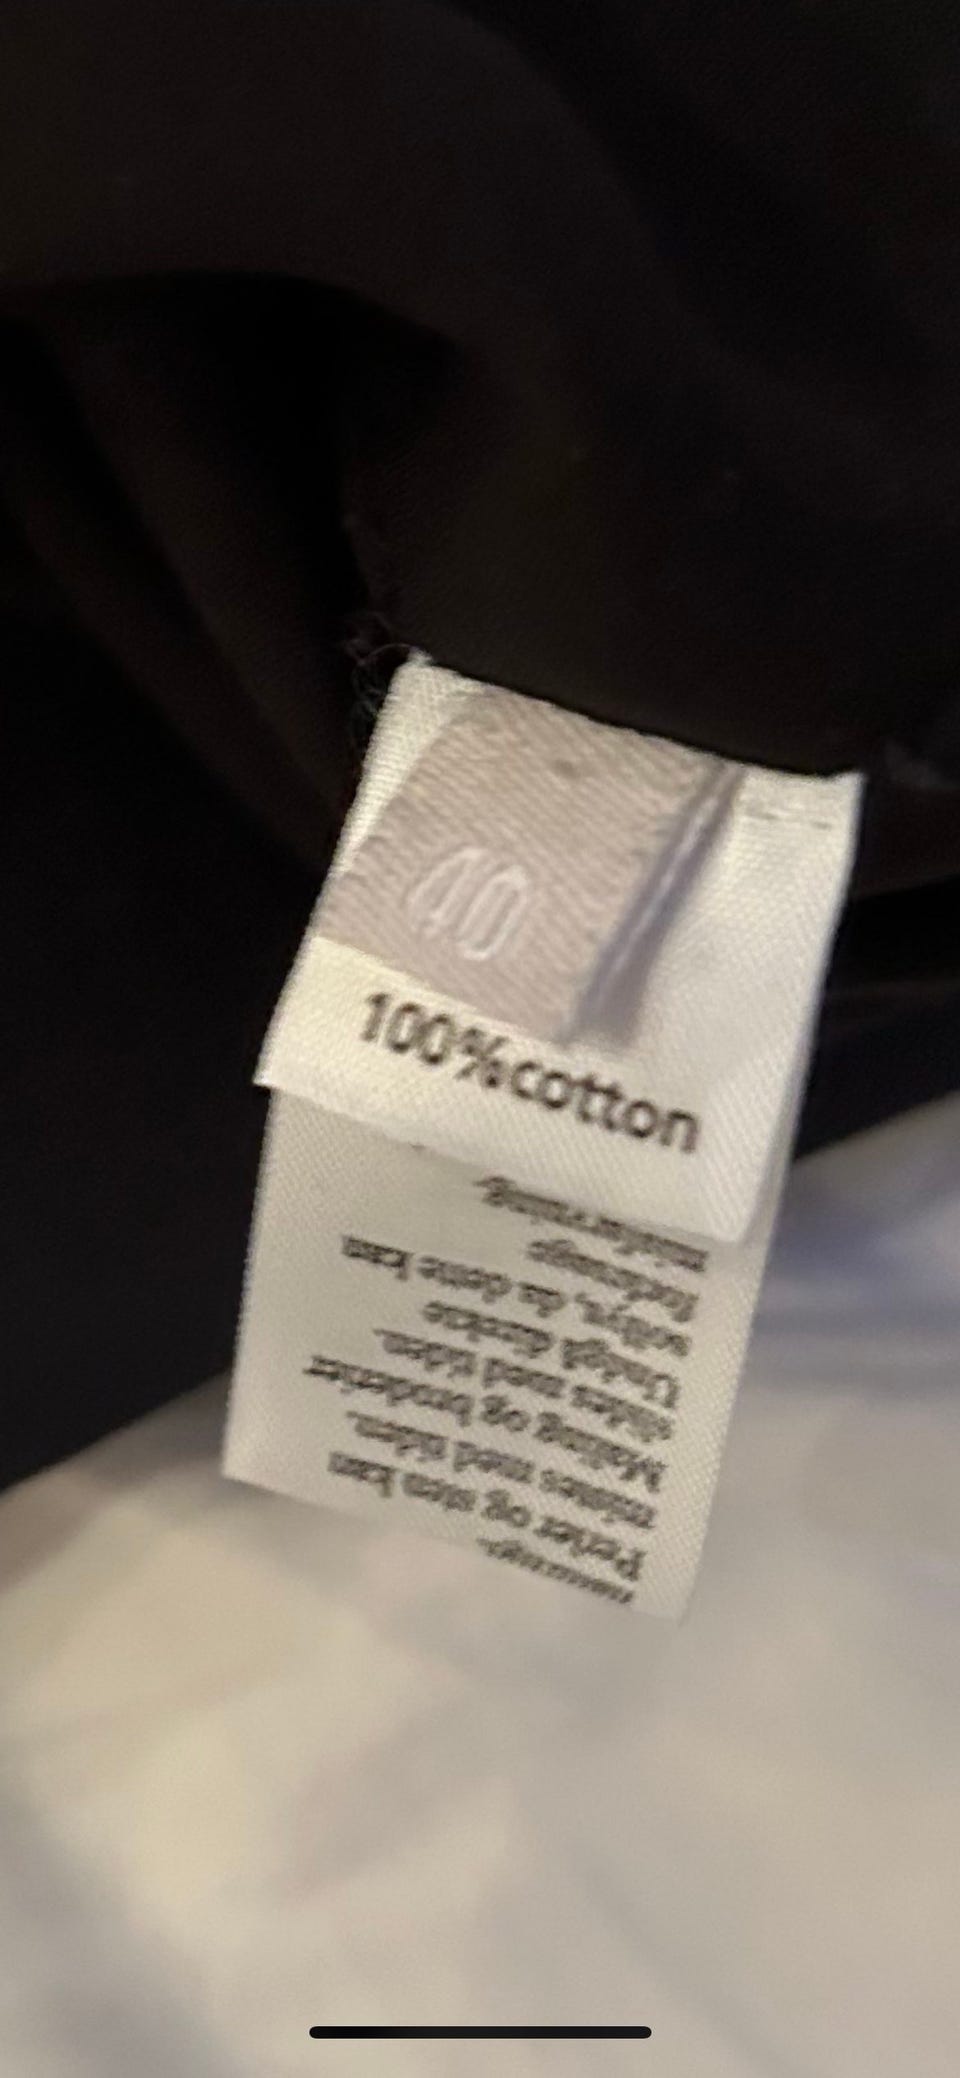 40
100%cotton
Perler og sten kan
mistes med tiden.
Maling og broderier
slides med tiden.
Undgå direkte
sollys, da dette kan
forårsage
misfarvning.